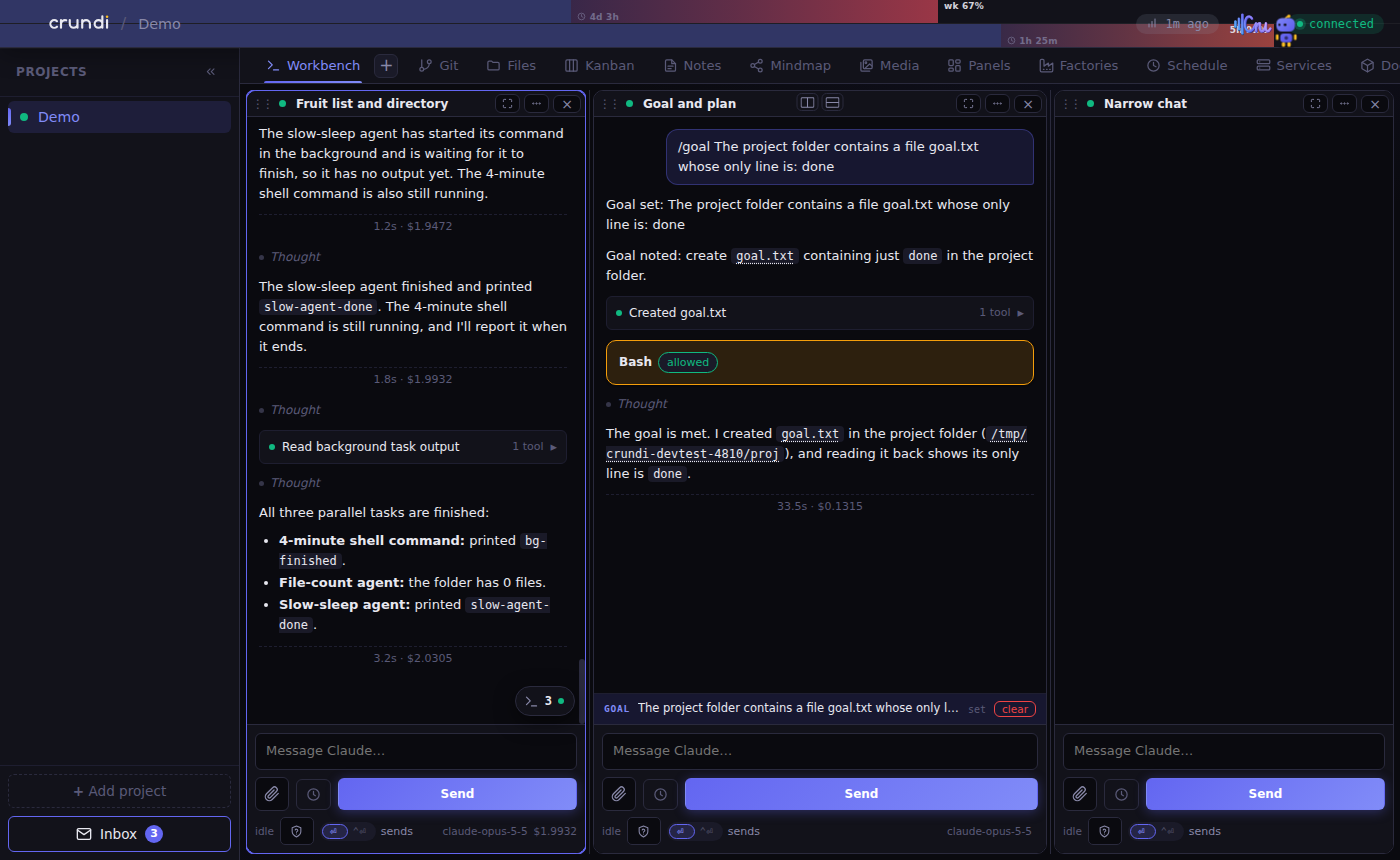 crundi / Demo
4d 3h
wk 67%
1h 25m
1m ago
connected
PROJECTS «
Demo
+ Add project
Inbox 3
Workbench + Git Files Kanban Notes Mindmap Media Panels Factories Schedule Services Do
Fruit list and directory
The slow-sleep agent has started its command
in the background and is waiting for it to
finish, so it has no output yet. The 4-minute
shell command is also still running.
1.2s · $1.9472
Thought
The slow-sleep agent finished and printed
slow-agent-done. The 4-minute shell
command is still running, and I'll report it when
it ends.
1.8s · $1.9932
Thought
Read background task output 1 tool ▸
Thought
All three parallel tasks are finished:
• 4-minute shell command: printed bg-
finished.
• File-count agent: the folder has 0 files.
• Slow-sleep agent: printed slow-agent-
done.
3.2s · $2.0305
3
Message Claude…
Send
idle sends claude-opus-5-5 $1.9932
Goal and plan
/goal The project folder contains a file goal.txt
whose only line is: done
Goal set: The project folder contains a file goal.txt whose only
line is: done
Goal noted: create goal.txt containing just done in the project
folder.
Created goal.txt 1 tool ▸
Bash allowed
Thought
The goal is met. I created goal.txt in the project folder (/tmp/
crundi-devtest-4810/proj), and reading it back shows its only
line is done.
33.5s · $0.1315
GOAL The project folder contains a file goal.txt whose only l… set clear
Message Claude…
Send
idle sends claude-opus-5-5
Narrow chat
Message Claude…
Send
idle sends